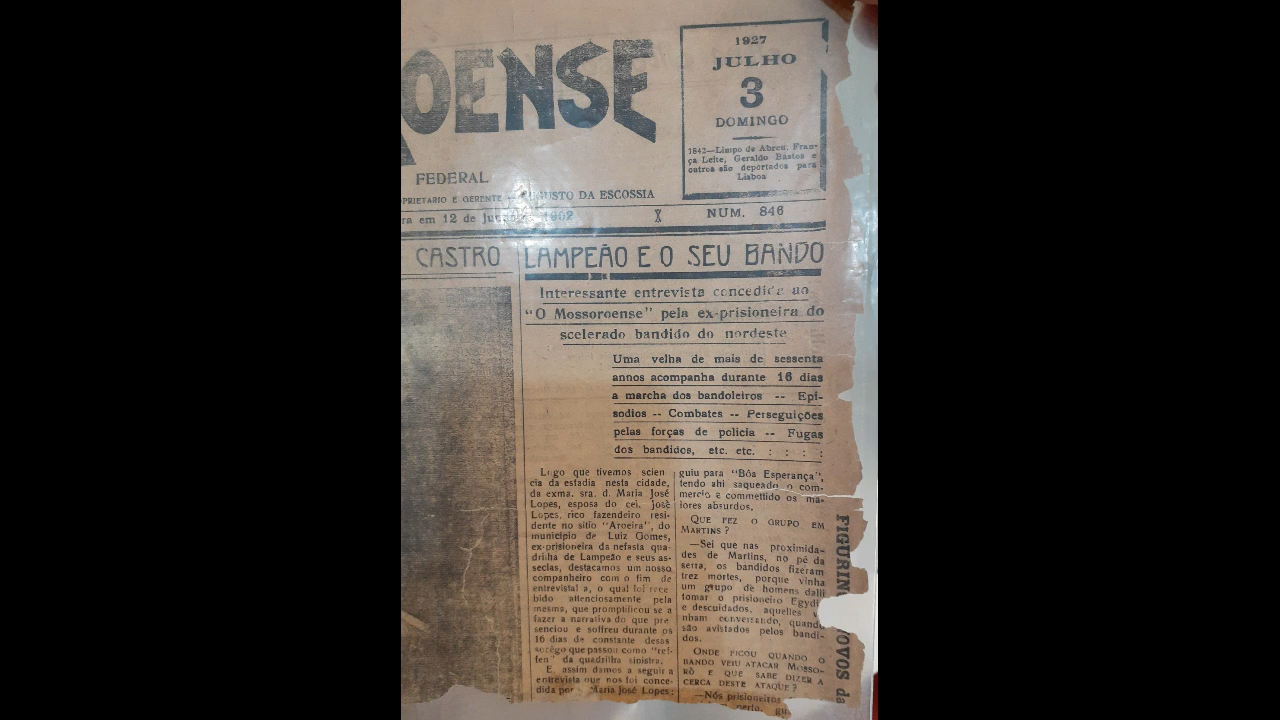 OENSE
1927
JULHO
3
DOMINGO
1842—Limpo de Abreu, Fran-
ça Leite, Geraldo Bastos e
outros são deportados para
Lisboa
FEDERAL
PROPRIETARIO E GERENTE — AUGUSTO DA ESCOSSIA
ra em 12 de 1902
NUM. 846
CASTRO
LAMPEÃO E O SEU BANDO
Interessante entrevista concedida ao
"O Mossoroense" pela ex-prisioneira do
scelerado bandido do nordeste
Uma velha de mais de sessenta
annos acompanha durante 16 dias
a marcha dos bandoleiros -- Epi-
sodios -- Combates -- Perseguições
pelas forças de policia -- Fugas
dos bandidos, etc. etc. : : : :
Logo que tivemos scien
cia da estadia nesta cidade,
da exma. sra. d. Maria José
Lopes, esposa do cel. José
Lopes, rico fazendeiro resi-
dente no sitio "Aroeira", do
municipio de Luiz Gomes,
ex-prisioneira da nefasta qua-
drilha de Lampeão e seus as-
seclas, destacamos um nosso
companheiro com o fim de
entrevistal a, o qual foi rece
bido attenciosamente pela
mesma, que promptificou se a
fazer a narrativa do que pre
senciou e soffreu durante os
16 dias de constante desas
socêgo que passou como "ref-
fen" da quadrilha sinistra.
E assim damos a seguir a
entrevista que nos foi conce-
dida por Maria José Lopes:
guiu para "Bôa Esperança",
tendo ahi saqueado o com-
mercio e commettido os ma-
iores absurdos.
QUE FEZ O GRUPO EM
MARTINS ?
—Sei que nas proximida-
des de Martins, no pé da
serra, os bandidos fizeram
trez mortes, porque vinha
um grupo de homens dalli
tomar o prisioneiro
e descuidados, aquelles
nham conversando, quando
são avistados pelos bandi-
dos.
ONDE FICOU QUANDO O
BANDO VEIU ATACAR MOSSO-
RÓ E QUE SABE DIZER A
CERCA DESTE ATAQUE ?
—Nós prisioneiros
perto,
FIGURIN OVOS da